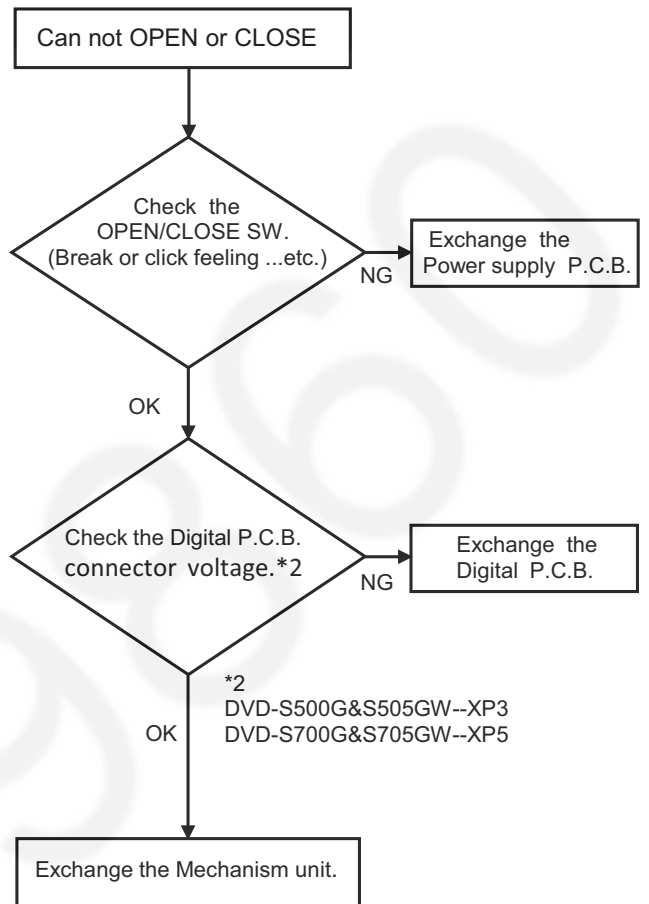 Can not OPEN or CLOSE
Check the
OPEN/CLOSE SW.
(Break or click feeling ...etc.)
NG
Exchange the
Power supply P.C.B.
OK
Check the Digital P.C.B.
connector voltage.*2
NG
Exchange the
Digital P.C.B.
*2
DVD-S500G&S505GW--XP3
DVD-S700G&S705GW--XP5
OK
Exchange the Mechanism unit.